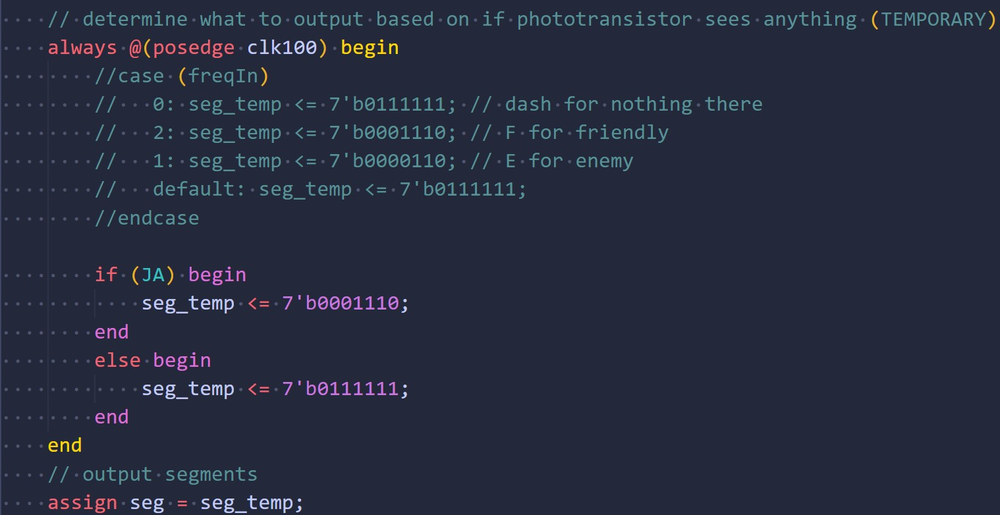 // determine what to output based on if phototransistor sees anything (TEMPORARY)
always @(posedge clk100) begin
//case (freqIn)
//   0: seg_temp <= 7'b0111111; // dash for nothing there
//   2: seg_temp <= 7'b0001110; // F for friendly
//   1: seg_temp <= 7'b0000110; // E for enemy
//   default: seg_temp <= 7'b0111111;
//endcase
if (JA) begin
seg_temp <= 7'b0001110;
end
else begin
seg_temp <= 7'b0111111;
end
end
// output segments
assign seg = seg_temp;